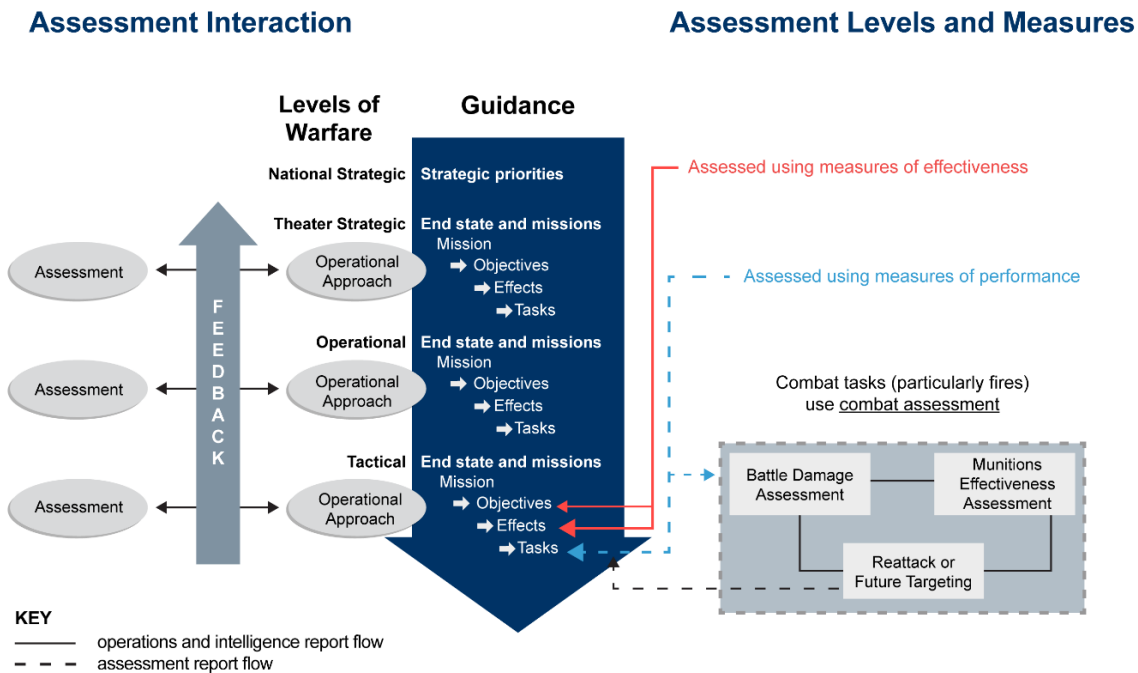 Assessment Interaction
Assessment Levels and Measures
Levels of
Warfare
Guidance
National Strategic
Strategic priorities
Assessed using measures of effectiveness
Theater Strategic
End state and missions
Mission
Objectives
Effects
Tasks
Assessment
Operational
Approach
Assessed using measures of performance
FEEDBACK
Operational
End state and missions
Mission
Objectives
Effects
Tasks
Assessment
Operational
Approach
Combat tasks (particularly fires)
use combat assessment
Tactical
End state and missions
Mission
Objectives
Effects
Tasks
Assessment
Operational
Approach
Battle Damage
Assessment
Munitions
Effectiveness
Assessment
Reattack or
Future Targeting
KEY
operations and intelligence report flow
assessment report flow